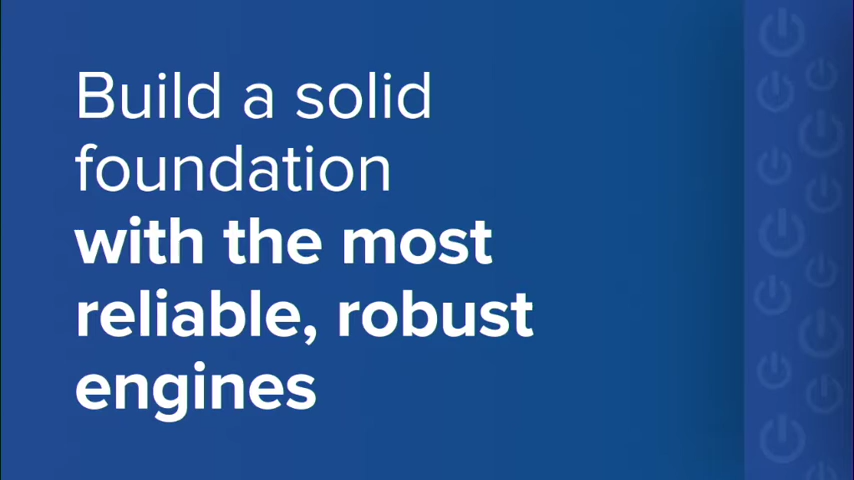 Build a solid
foundation
with the most
reliable, robust
engines